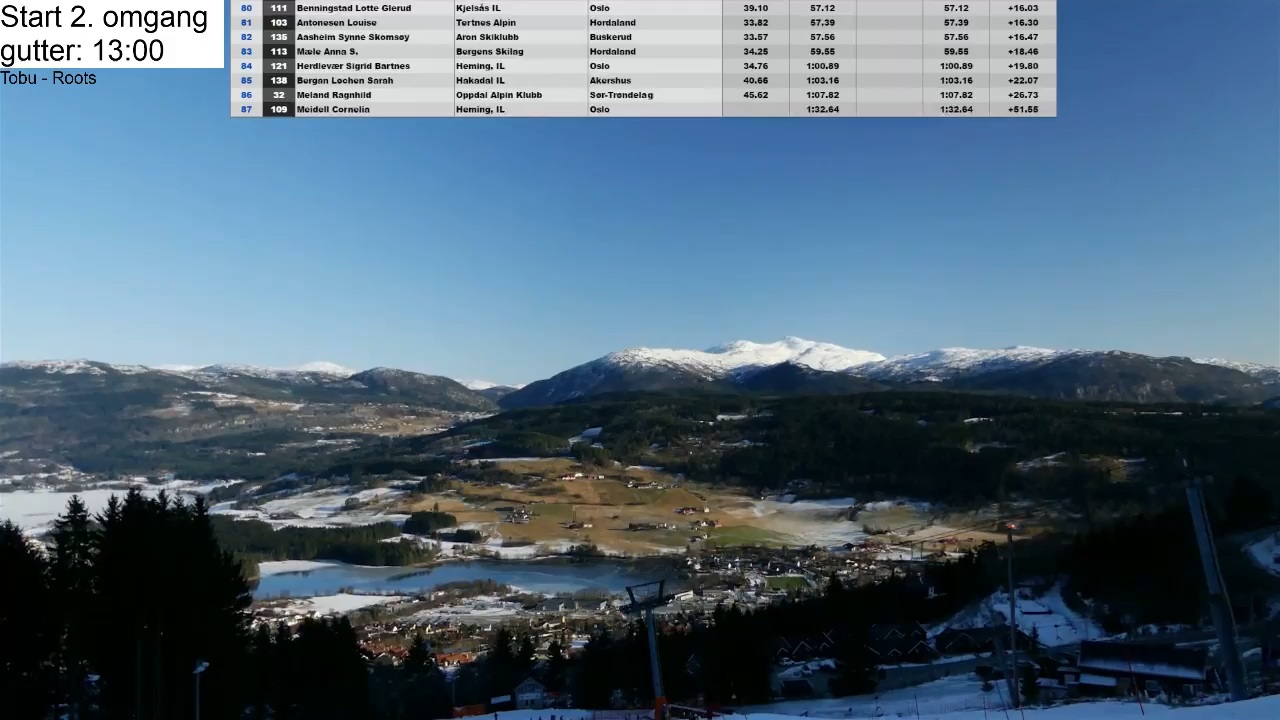 Start 2. omgang
gutter: 13:00
Tobu - Roots
80 111 Benningstad Lotte Glerud Kjelsås IL Oslo 39.10 57.12 57.12 +16.03
81 103 Antonesen Louise Tertnes Alpin Hordaland 33.82 57.39 57.39 +16.30
82 135 Aasheim Synne Skomsøy Aron Skiklubb Buskerud 33.57 57.56 57.56 +16.47
83 113 Mæle Anna S. Bergens Skilag Hordaland 34.25 59.55 59.55 +18.46
84 121 Herdlevær Sigrid Bartnes Heming, IL Oslo 34.76 1:00.89 1:00.89 +19.80
85 138 Bergan Løchen Sarah Hakadal IL Akershus 40.66 1:03.16 1:03.16 +22.07
86 32 Meland Ragnhild Oppdal Alpin Klubb Sør-Trøndelag 45.62 1:07.82 1:07.82 +26.73
87 109 Meidell Cornelia Heming, IL Oslo 1:32.64 1:32.64 +51.55